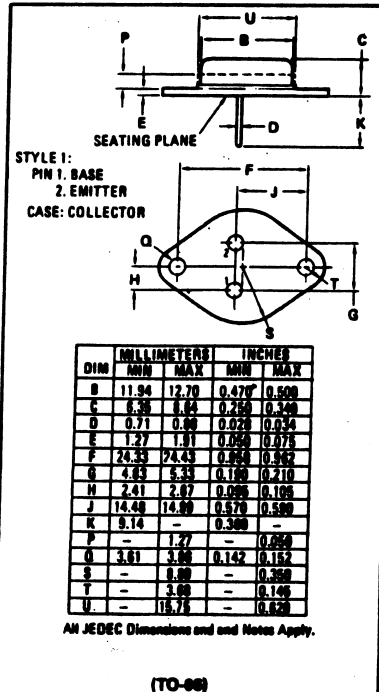 U
P
B
C
E
D
K
SEATING PLANE
STYLE 1:
PIN 1. BASE
2. EMITTER
CASE: COLLECTOR
F
J
Q
2
H
1
T
G
S
DIM MILLIMETERS INCHES
MIN MAX MIN MAX
B 11.94 12.70 0.470 0.500
C 6.35 8.64 0.250 0.340
D 0.71 0.86 0.028 0.034
E 1.27 1.91 0.050 0.075
F 24.33 24.43 0.958 0.962
G 4.83 5.33 0.190 0.210
H 2.41 2.67 0.095 0.105
J 14.48 14.99 0.570 0.590
K 9.14 – 0.360 –
P – 1.27 – 0.050
Q 3.61 3.86 0.142 0.152
S – 8.89 – 0.350
T – 3.68 – 0.145
U – 15.75 – 0.620
All JEDEC Dimensions and and Notes Apply.
(TO-66)